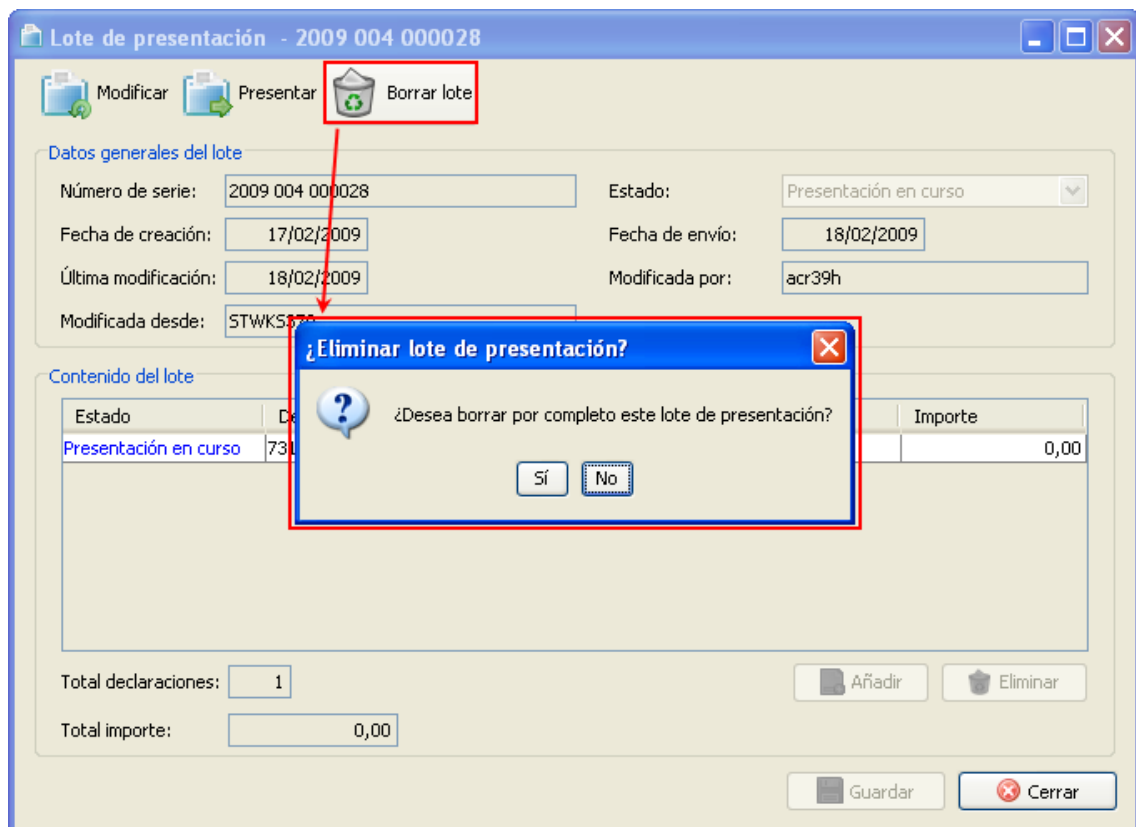 Lote de presentación - 2009 004 000028
Modificar Presentar Borrar lote
Datos generales del lote
Número de serie: 2009 004 000028 Estado: Presentación en curso
Fecha de creación: 17/02/2009 Fecha de envío: 18/02/2009
Última modificación: 18/02/2009 Modificada por: acr39h
Modificada desde:
¿Eliminar lote de presentación?
Contenido del lote
¿Desea borrar por completo este lote de presentación?
Estado Importe
Presentación en curso 0,00
Sí No
Total declaraciones: 1 Añadir Eliminar
Total importe: 0,00
Guardar Cerrar